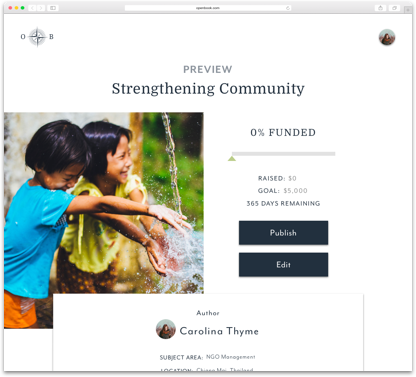 openbook.com
O B
PREVIEW
Strengthening Community
0% FUNDED
RAISED: $0
GOAL: $5,000
365 DAYS REMAINING
Publish
Edit
Author
Carolina Thyme
SUBJECT AREA: NGO Management
LOCATION: Chiang Mai, Thailand